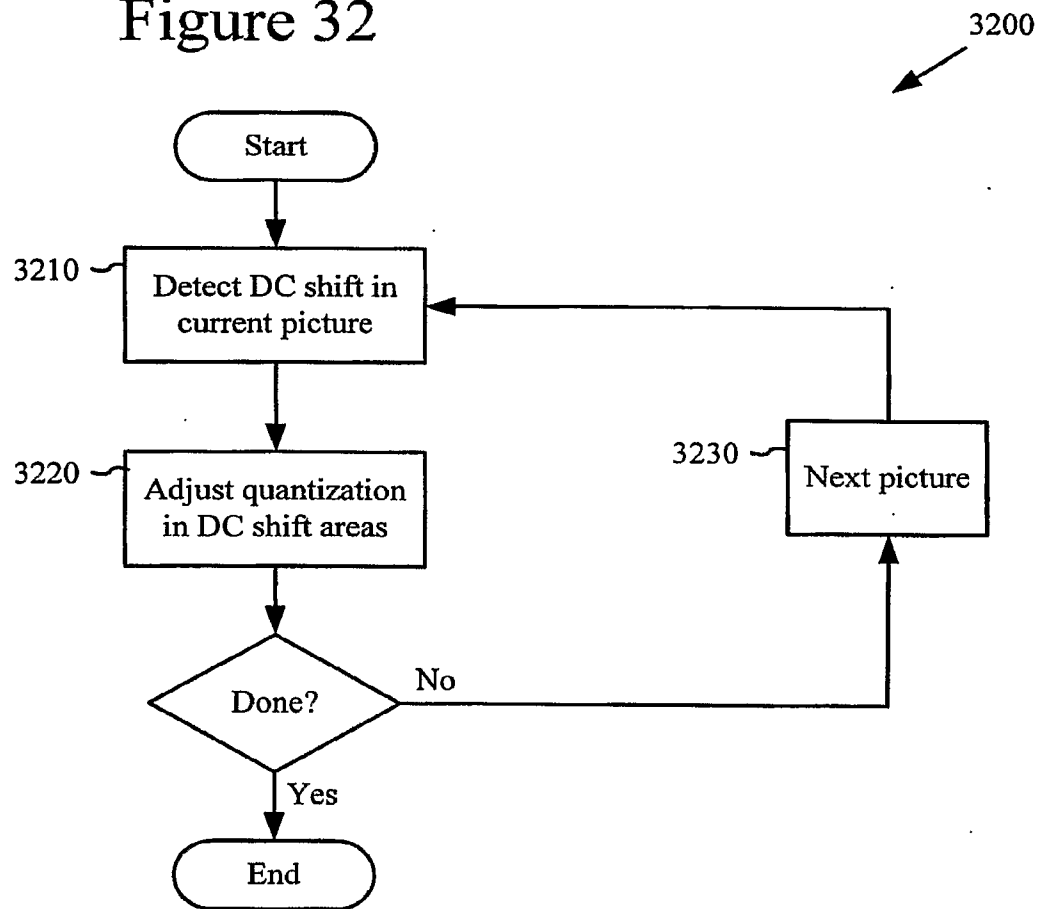 Figure 32
3200
Start
3210
Detect DC shift in
current picture
3220
Adjust quantization
in DC shift areas
3230
Next picture
Done?
No
Yes
End